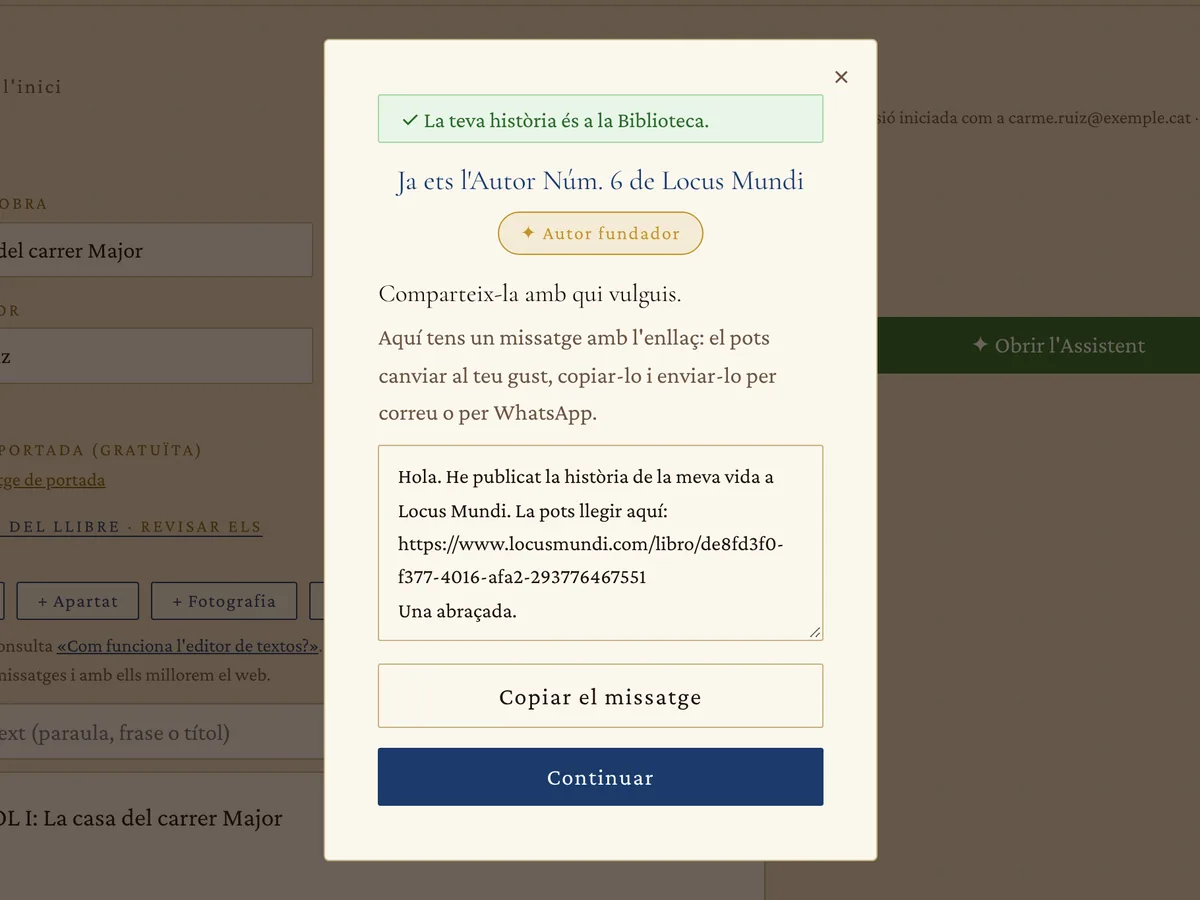 l'inici
sió iniciada com a carme.ruiz@exemple.cat ·
OBRA
del carrer Major
OR
z
PORTADA (GRATUÏTA)
tge de portada
DEL LLIBRE · REVISAR ELS
+ Apartat
+ Fotografia
onsulta «Com funciona l'editor de textos?».
missatges i amb ells millorem el web.
ext (paraula, frase o títol)
OL I: La casa del carrer Major
✦ Obrir l'Assistent
×
✓ La teva història és a la Biblioteca.
Ja ets l'Autor Núm. 6 de Locus Mundi
✦ Autor fundador
Comparteix-la amb qui vulguis.
Aquí tens un missatge amb l'enllaç: el pots
canviar al teu gust, copiar-lo i enviar-lo per
correu o per WhatsApp.
Hola. He publicat la història de la meva vida a
Locus Mundi. La pots llegir aquí:
https://www.locusmundi.com/libro/de8fd3f0-
f377-4016-afa2-293776467551
Una abraçada.
Copiar el missatge
Continuar